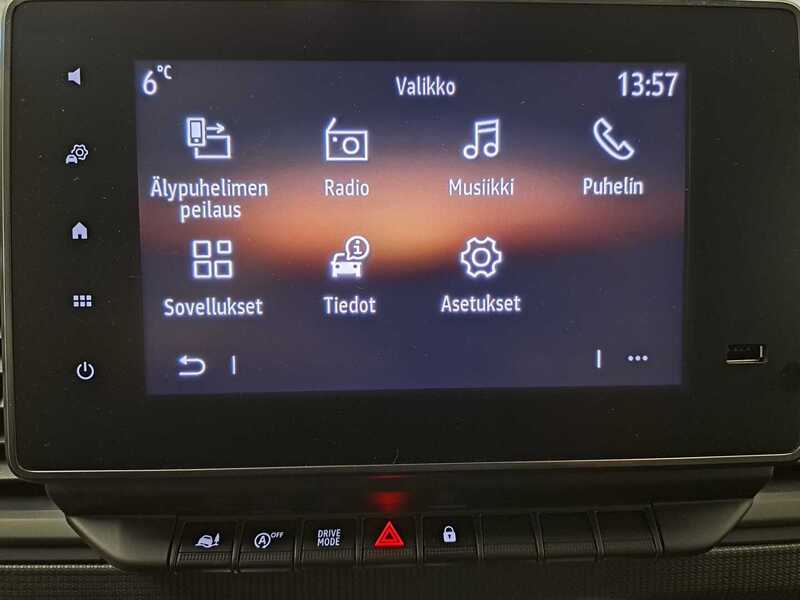 6°C Valikko 13:57
Älypuhelimen Radio Musiikki Puhelin
peilaus
Sovellukset Tiedot Asetukset
OFF DRIVE
A MODE